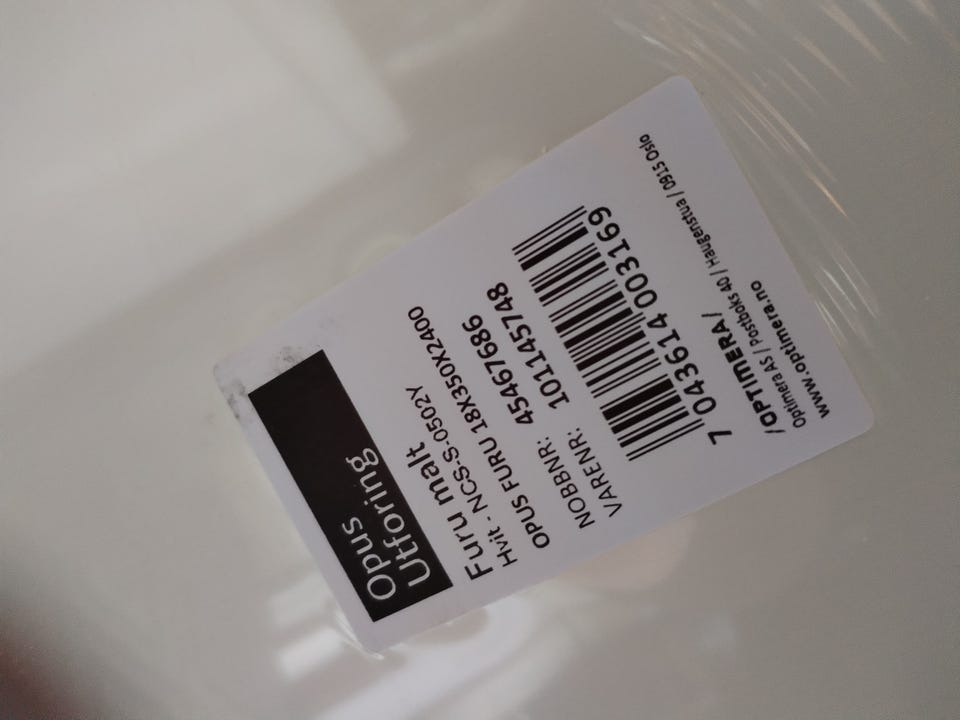 Opus
Utforing
Furu malt
Hvit - NCS-S-0502Y
OPUS FURU 18X350X2400
NOBBNR: 45467686
VARENR: 101145748
7 043614 003169
/OPTIMERA/
Optimera AS / Postboks 40 / Haugenstua / 0915 Oslo
www.optimera.no